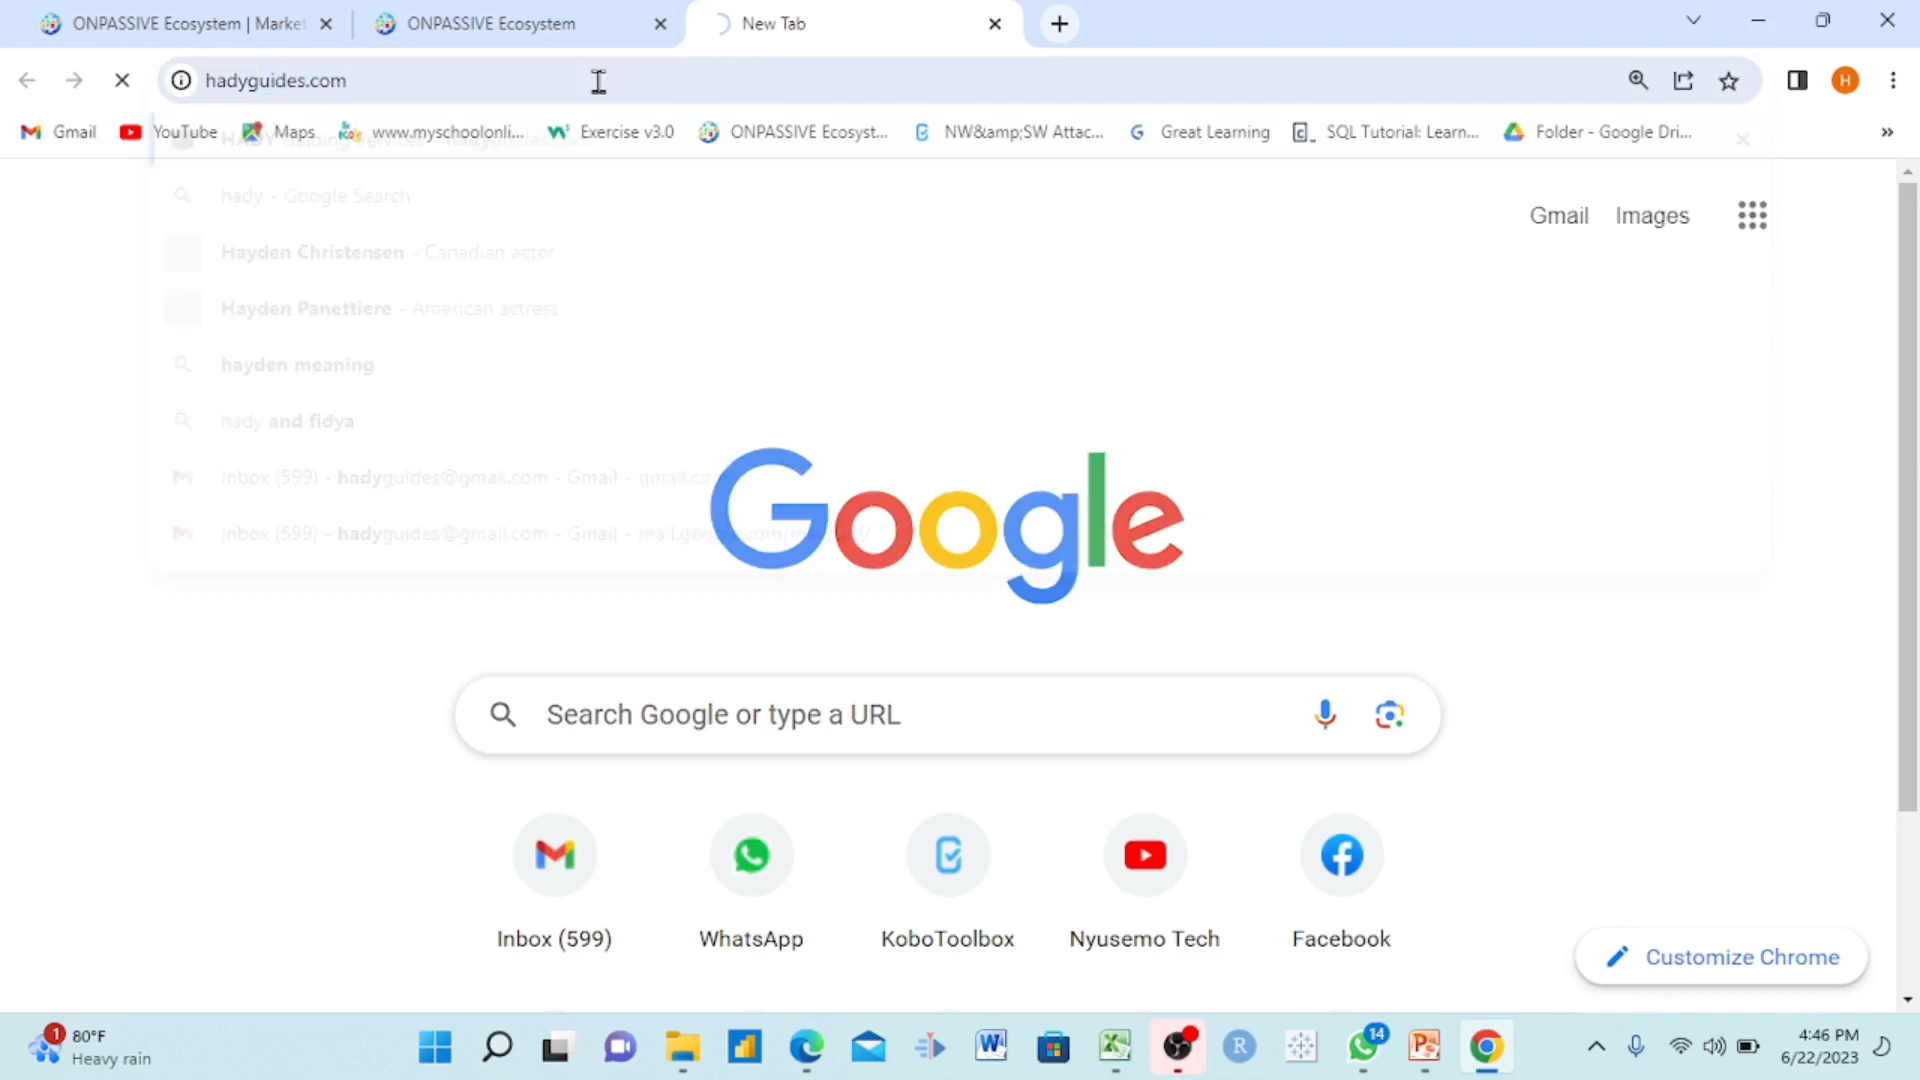 ONPASSIVE Ecosystem | Market
ONPASSIVE Ecosystem
New Tab
hadyguides.com
H
Gmail
YouTube
Maps
www.myschoolonli...
Exercise v3.0
ONPASSIVE Ecosyst...
NW&amp;SW Attac...
Great Learning
SQL Tutorial: Learn...
Folder - Google Dri...
hady - Google Search
Gmail
Images
Hayden Christensen - Canadian actor
Hayden Panettiere - American actress
hayden meaning
hady and fidya
Inbox (599) - hadyguides@gmail.com - Gmail - gmail.co
Inbox (599) - hadyguides@gmail.com - Gmail
Google
Search Google or type a URL
Inbox (599)
WhatsApp
KoboToolbox
Nyusemo Tech
Facebook
Customize Chrome
1
80°F
Heavy rain
14
4:46 PM
6/22/2023